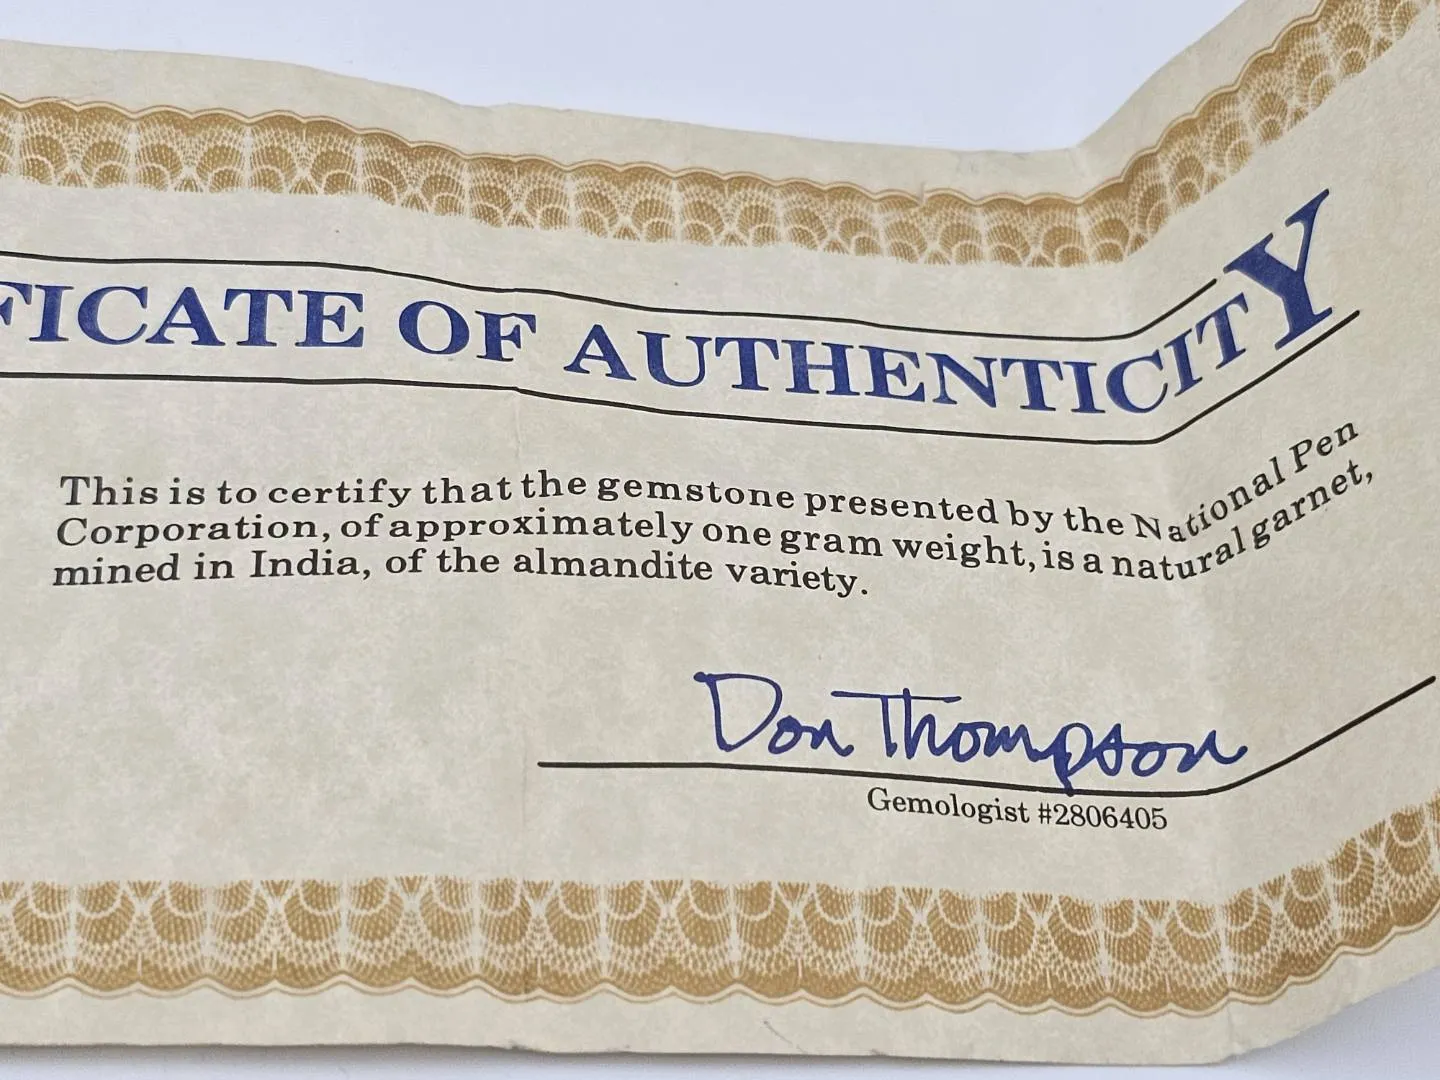 FICATE OF AUTHENTICITY
This is to certify that the gemstone presented by the National Pen
Corporation, of approximately one gram weight, is a natural garnet,
mined in India, of the almandite variety.
Don Thompson
Gemologist #2806405